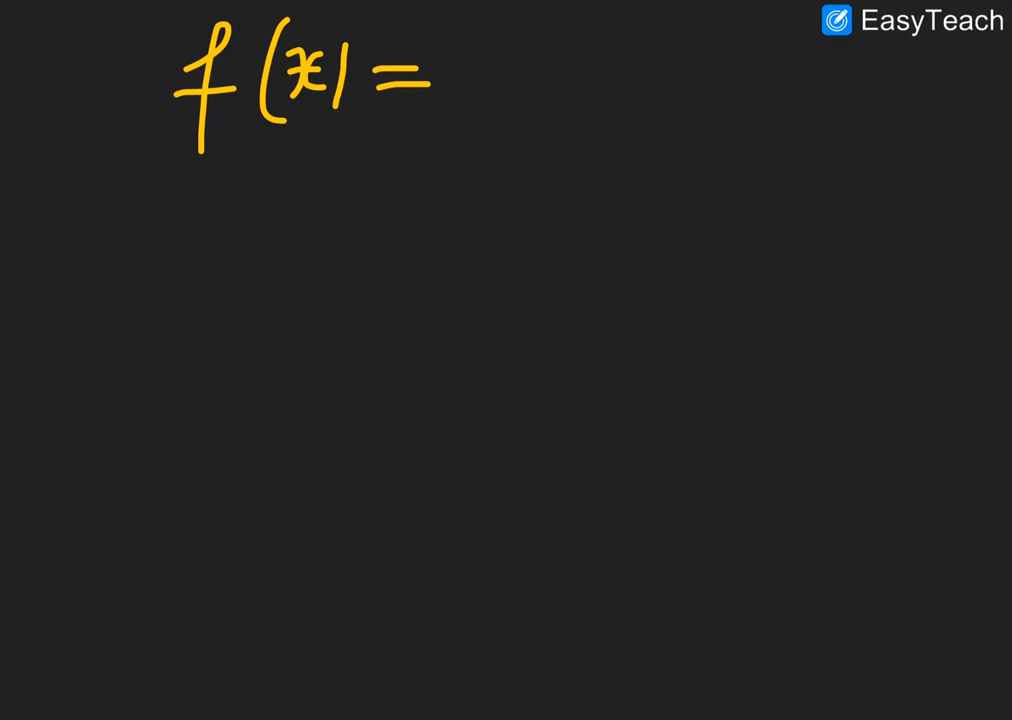 EasyTeach
f(x) =